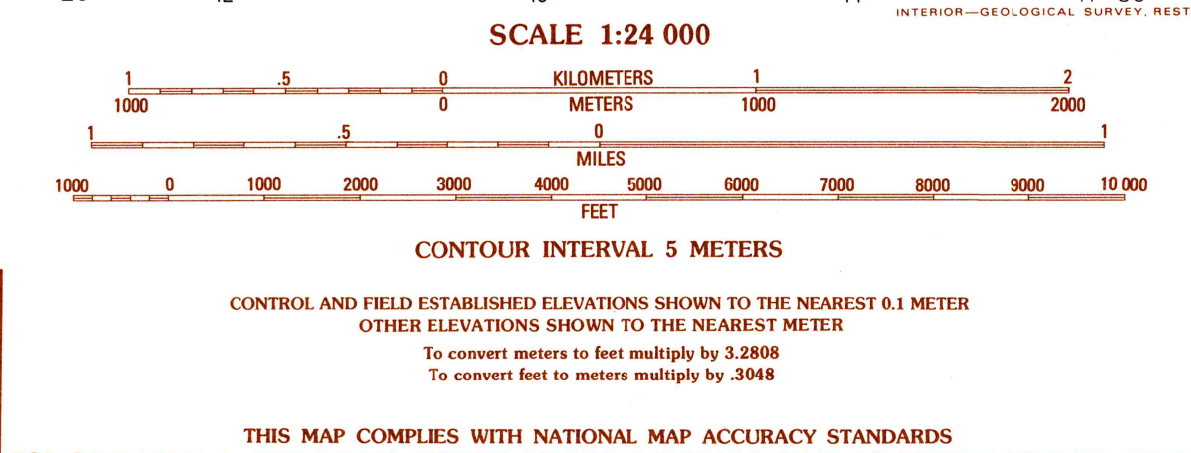 INTERIOR—GEOLOGICAL SURVEY, REST
SCALE 1:24 000
1 .5 0 KILOMETERS 1 2
1000 0 METERS 1000 2000
1 .5 0 1
MILES
1000 0 1000 2000 3000 4000 5000 6000 7000 8000 9000 10 000
FEET
CONTOUR INTERVAL 5 METERS
CONTROL AND FIELD ESTABLISHED ELEVATIONS SHOWN TO THE NEAREST 0.1 METER
OTHER ELEVATIONS SHOWN TO THE NEAREST METER
To convert meters to feet multiply by 3.2808
To convert feet to meters multiply by .3048
THIS MAP COMPLIES WITH NATIONAL MAP ACCURACY STANDARDS